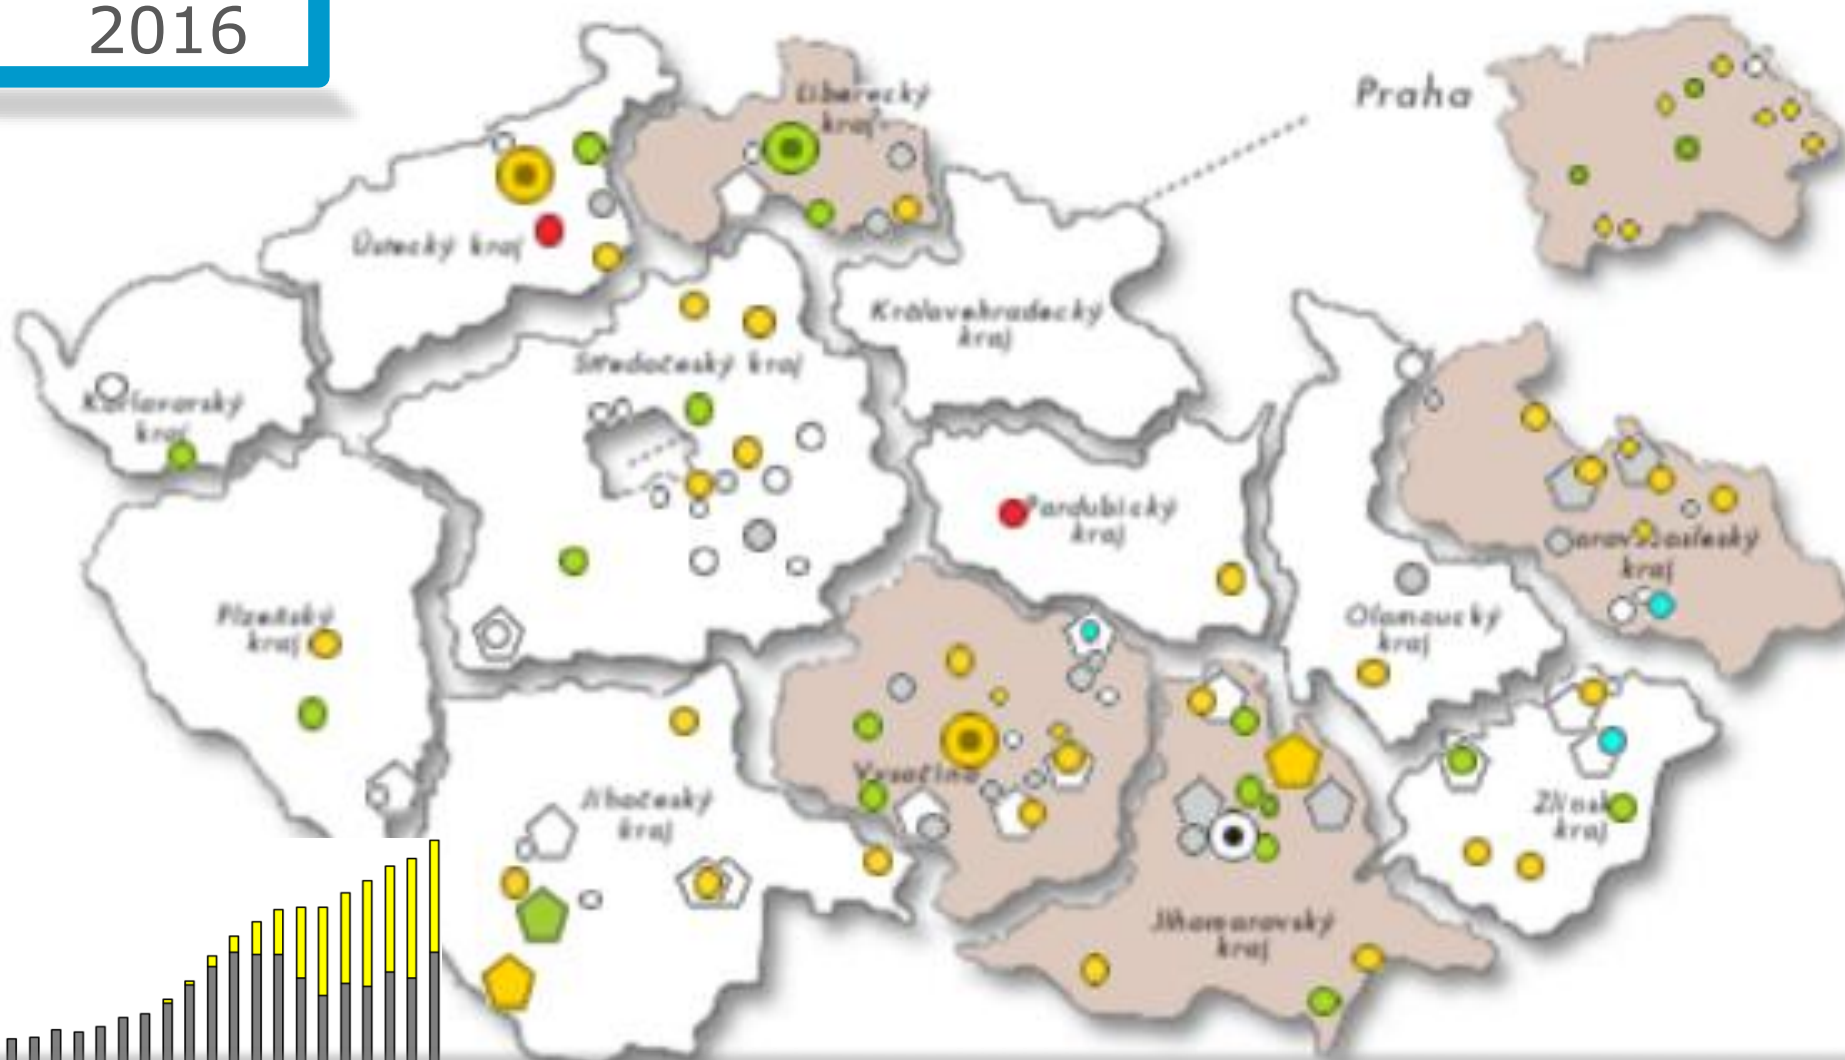 2016
Liberecký
kraj
Praha
Ústecký kraj
Královehradecký
kraj
Středočeský kraj
Karlovarský
kraj
Pardubický
kraj
Moravskoslezský
kraj
Plzeňský
kraj
Olomoucký
kraj
Vysočina
Jihočeský
kraj
Zlínský
kraj
Jihomoravský
kraj